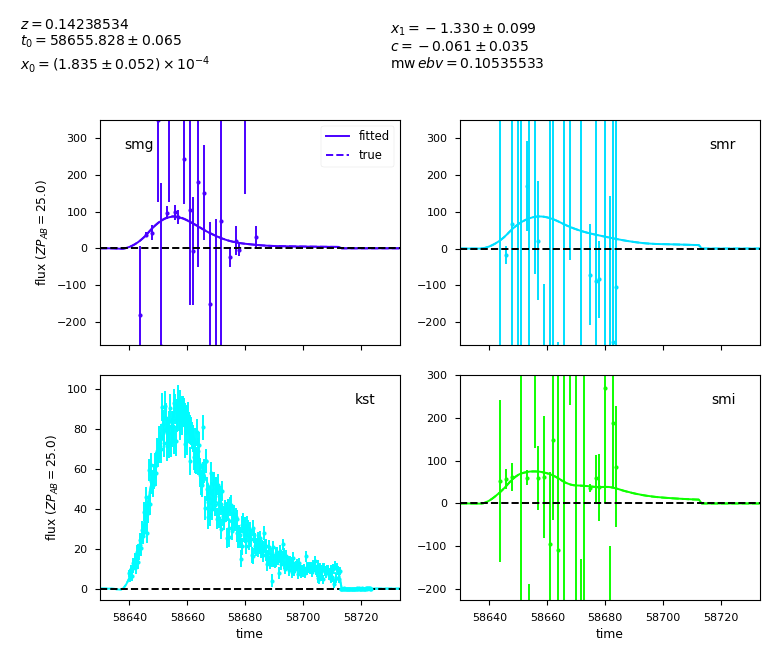 z = 0.14238534
t₀ = 58655.828 ± 0.065
x₀ = (1.835 ± 0.052) × 10⁻⁴
x₁ = −1.330 ± 0.099
c = −0.061 ± 0.035
mw ebv = 0.10535533
smg
fitted
true
300
200
100
0
−100
−200
flux (ZP_AB = 25.0)
smr
300
200
100
0
−100
−200
kst
100
80
60
40
20
0
flux (ZP_AB = 25.0)
58640 58660 58680 58700 58720
time
smi
300
200
100
0
−100
−200
58640 58660 58680 58700 58720
time